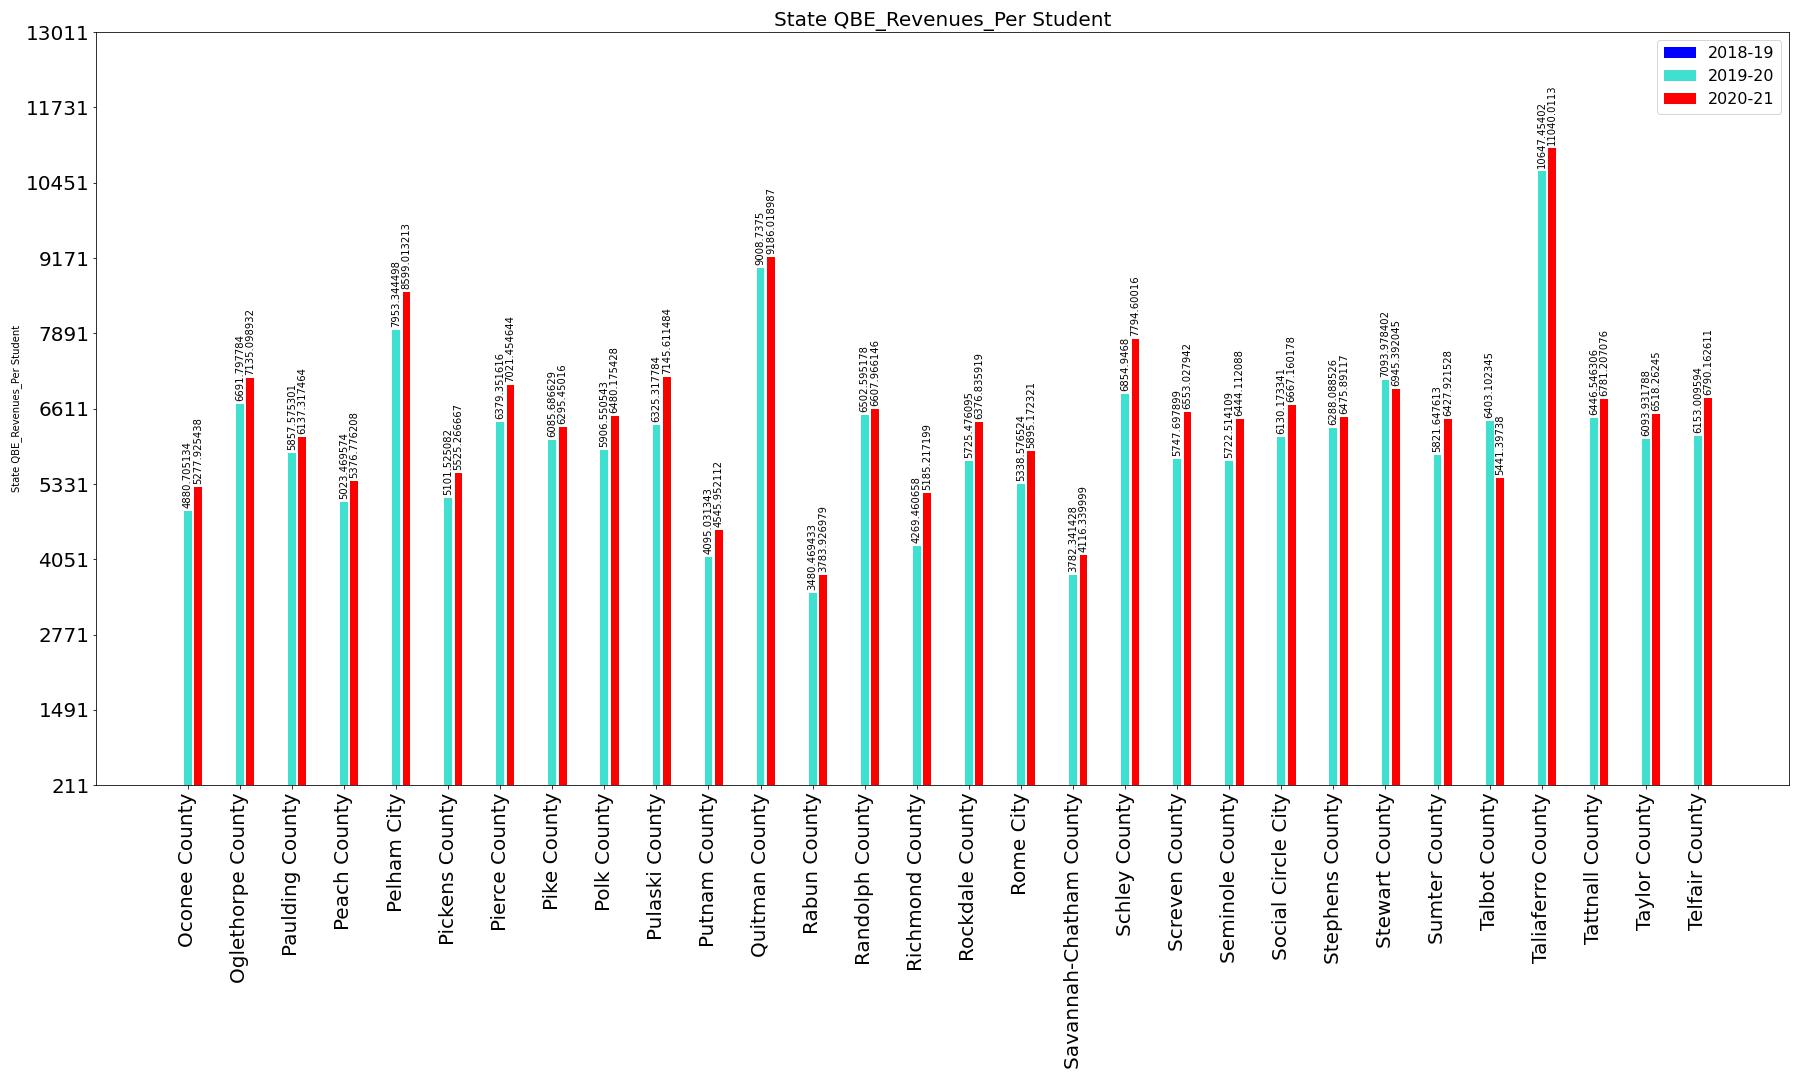 State QBE_Revenues_Per Student
2018-19
2019-20
2020-21
State QBE_Revenues_Per Student
13011
11731
10451
9171
7891
6611
5331
4051
2771
1491
211
4880.705134
5277.925438
6691.797784
7135.098932
5857.575301
6137.317464
5023.469574
5376.776208
7953.344498
8599.013213
5101.525082
5525.266667
6379.351616
7021.454644
6085.686629
6295.45016
5906.550543
6480.175428
6325.317784
7145.611484
4095.031343
4545.952112
9008.7375
9186.018987
3480.469433
3783.926979
6502.595178
6607.966146
4269.460658
5185.217199
5725.476095
6376.835919
5338.576524
5895.172321
3782.341428
4116.339999
6854.9468
7794.60016
5747.697899
6553.027942
5722.514109
6444.112088
6130.173341
6667.160178
6288.088526
6475.89117
7093.978402
6945.392045
5821.647613
6427.921528
6403.102345
5441.39738
10647.45402
11040.0113
6446.546306
6781.207076
6093.931788
6518.26245
6153.009594
6790.162611
Oconee County
Oglethorpe County
Paulding County
Peach County
Pelham City
Pickens County
Pierce County
Pike County
Polk County
Pulaski County
Putnam County
Quitman County
Rabun County
Randolph County
Richmond County
Rockdale County
Rome City
Savannah-Chatham County
Schley County
Screven County
Seminole County
Social Circle City
Stephens County
Stewart County
Sumter County
Talbot County
Taliaferro County
Tattnall County
Taylor County
Telfair County